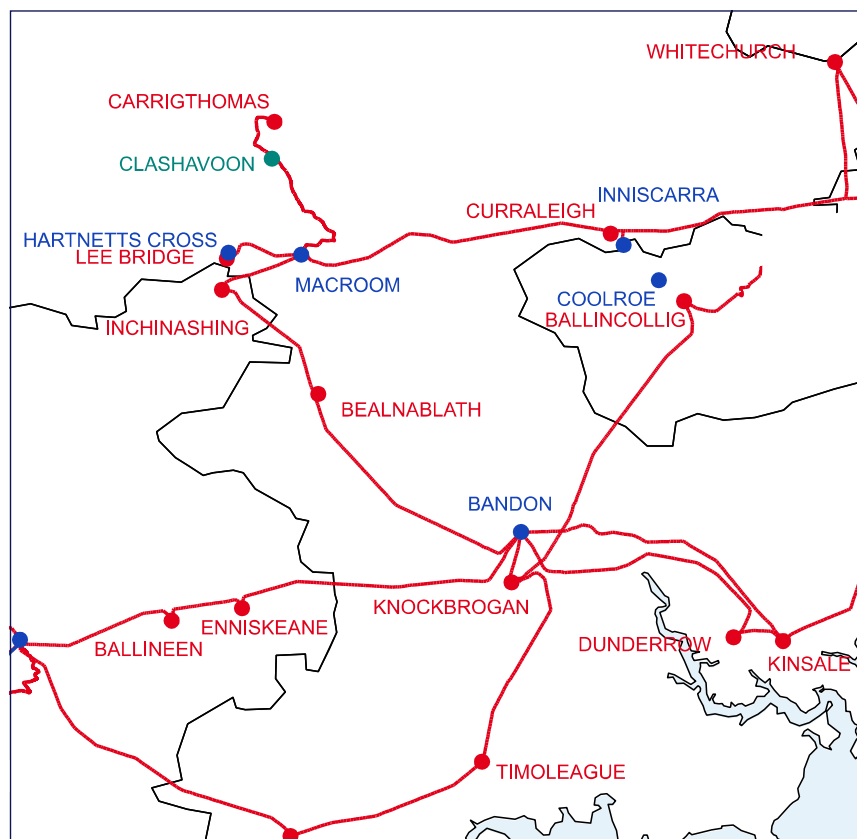 WHITECHURCH
CARRIGTHOMAS
CLASHAVOON
INNISCARRA
CURRALEIGH
HARTNETTS CROSS
LEE BRIDGE
MACROOM
COOLROE
BALLINCOLLIG
INCHINASHING
BEALNABLATH
BANDON
KNOCKBROGAN
ENNISKEANE
BALLINEEN
DUNDERROW
KINSALE
TIMOLEAGUE